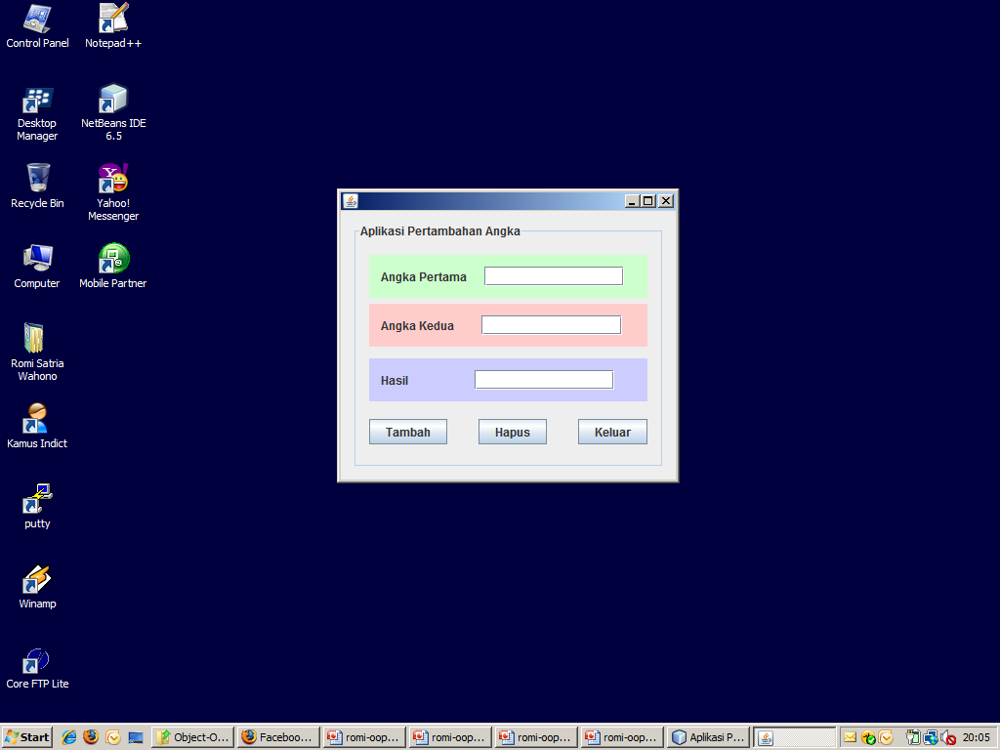 Control Panel
Notepad++
Desktop
Manager
NetBeans IDE
6.5
Recycle Bin
Yahoo!
Messenger
Computer
Mobile Partner
Romi Satria
Wahono
Kamus Indict
putty
Winamp
Core FTP Lite
Aplikasi Pertambahan Angka
Angka Pertama
Angka Kedua
Hasil
Tambah
Hapus
Keluar
Start
Object-O...
Faceboo...
romi-oop...
romi-oop...
romi-oop...
romi-oop...
Aplikasi P...
20:05